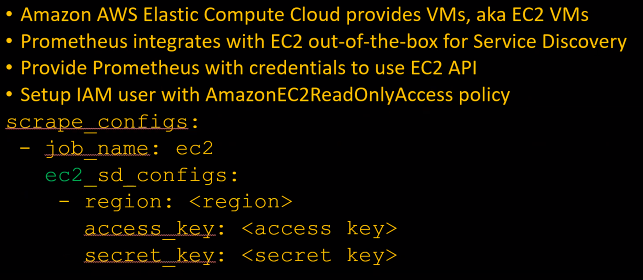 • Amazon AWS Elastic Compute Cloud provides VMs, aka EC2 VMs
• Prometheus integrates with EC2 out-of-the-box for Service Discovery
• Provide Prometheus with credentials to use EC2 API
• Setup IAM user with AmazonEC2ReadOnlyAccess policy
scrape_configs:
 - job_name: ec2
   ec2_sd_configs:
    - region: <region>
      access_key: <access key>
      secret_key: <secret key>